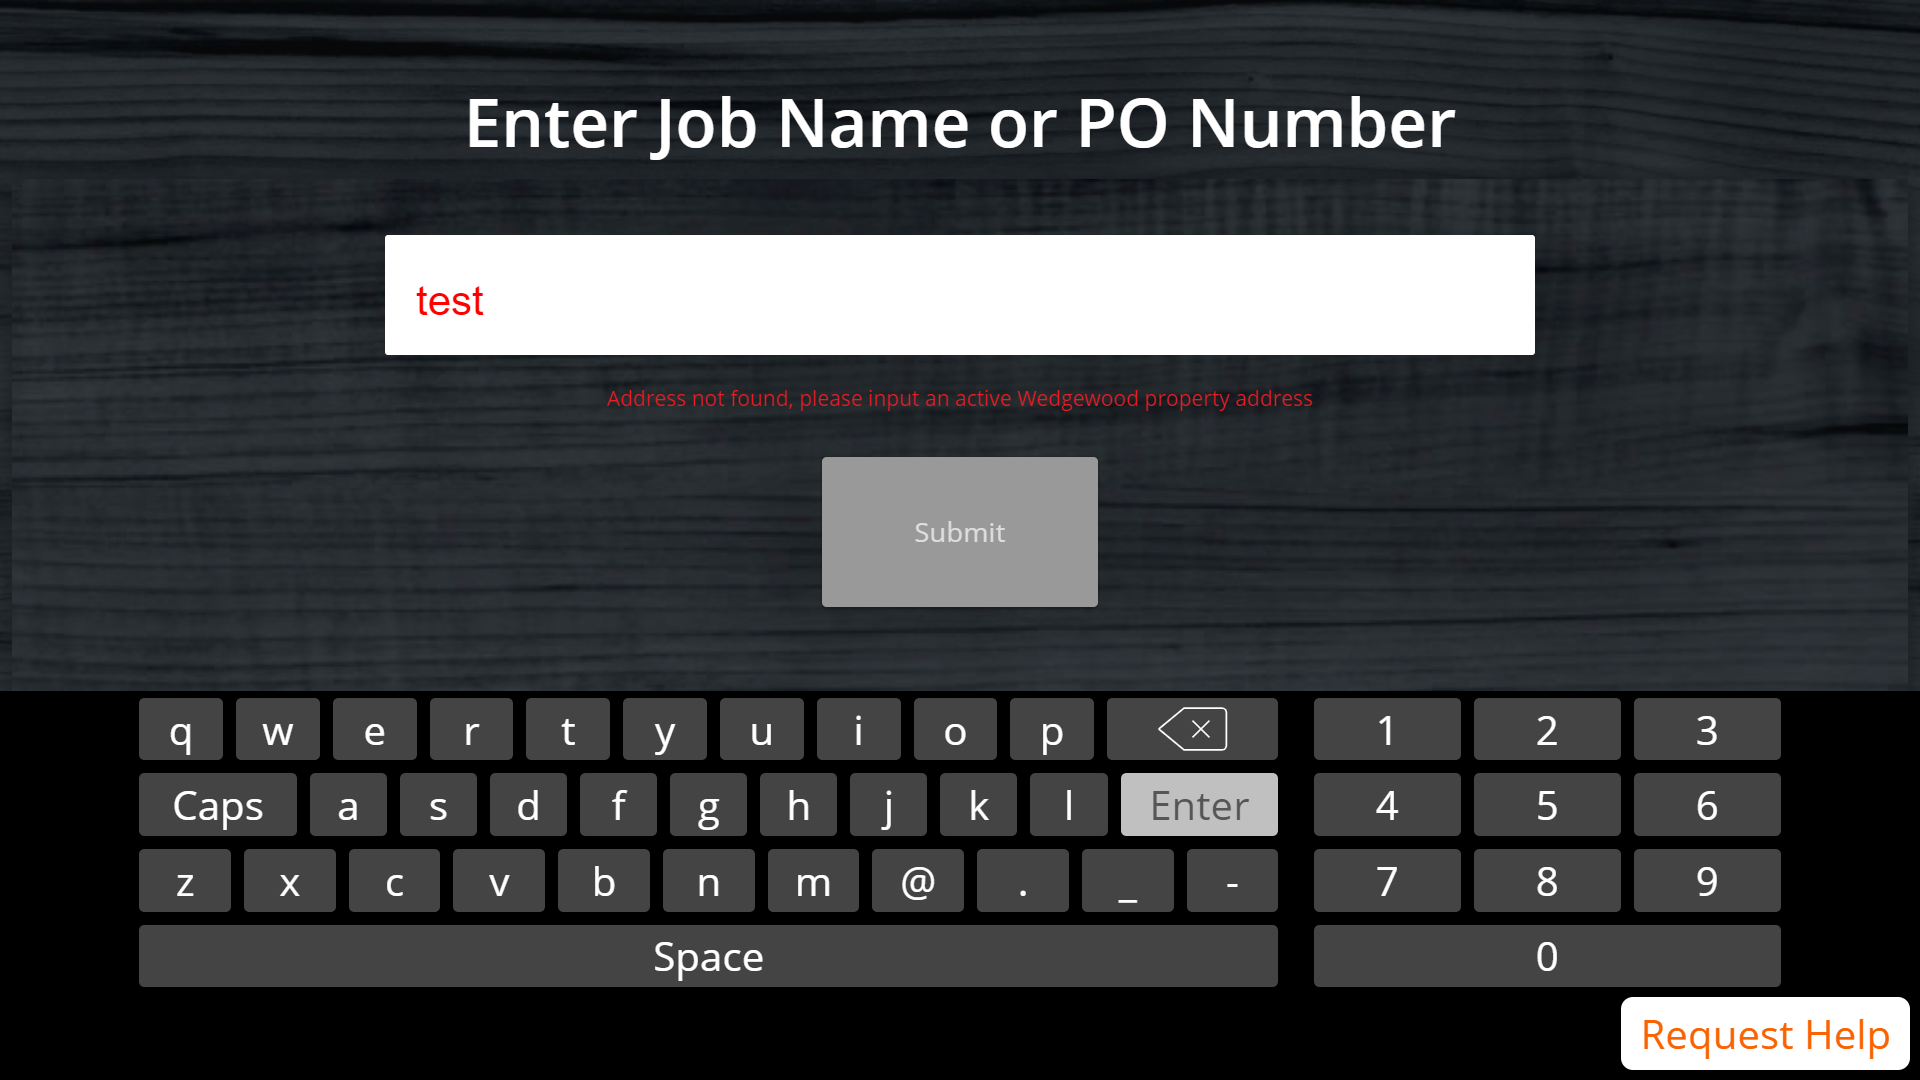 Enter Job Name or PO Number
test
Address not found, please input an active Wedgewood property address
Submit
q w e r t y u i o p 1 2 3
Caps a s d f g h j k l Enter 4 5 6
z x c v b n m @ . _ - 7 8 9
Space 0
Request Help